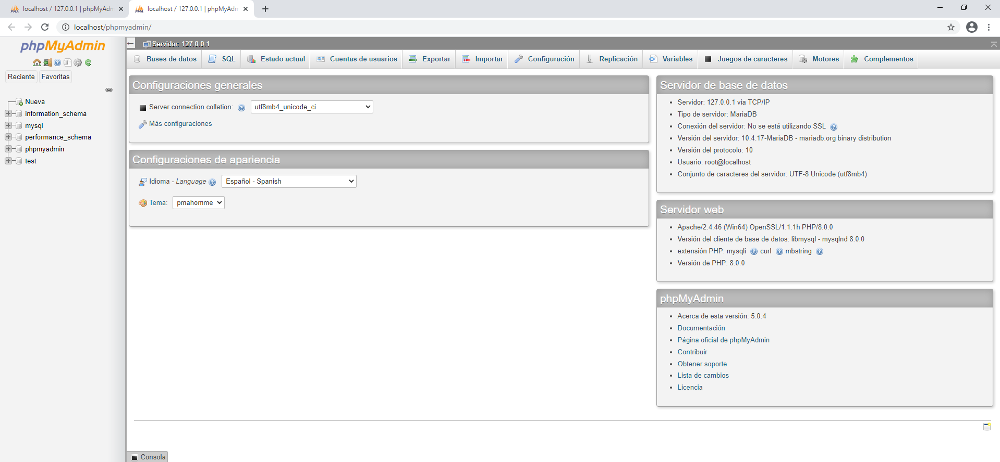 localhost / 127.0.0.1 | phpMyAdm
localhost / 127.0.0.1 | phpMyAdm
localhost/phpmyadmin/
phpMyAdmin
Reciente
Favoritas
Nueva
information_schema
mysql
performance_schema
phpmyadmin
test
Servidor: 127.0.0.1
Bases de datos
SQL
Estado actual
Cuentas de usuarios
Exportar
Importar
Configuración
Replicación
Variables
Juegos de caracteres
Motores
Complementos
Configuraciones generales
Server connection collation:
utf8mb4_unicode_ci
Más configuraciones
Configuraciones de apariencia
Idioma - Language
Español - Spanish
Tema:
pmahomme
Servidor de base de datos
Servidor: 127.0.0.1 via TCP/IP
Tipo de servidor: MariaDB
Conexión del servidor: No se está utilizando SSL
Versión del servidor: 10.4.17-MariaDB - mariadb.org binary distribution
Versión del protocolo: 10
Usuario: root@localhost
Conjunto de caracteres del servidor: UTF-8 Unicode (utf8mb4)
Servidor web
Apache/2.4.46 (Win64) OpenSSL/1.1.1h PHP/8.0.0
Versión del cliente de base de datos: libmysql - mysqlnd 8.0.0
extensión PHP: mysqli curl mbstring
Versión de PHP: 8.0.0
phpMyAdmin
Acerca de esta versión: 5.0.4
Documentación
Página oficial de phpMyAdmin
Contribuir
Obtener soporte
Lista de cambios
Licencia
Consola